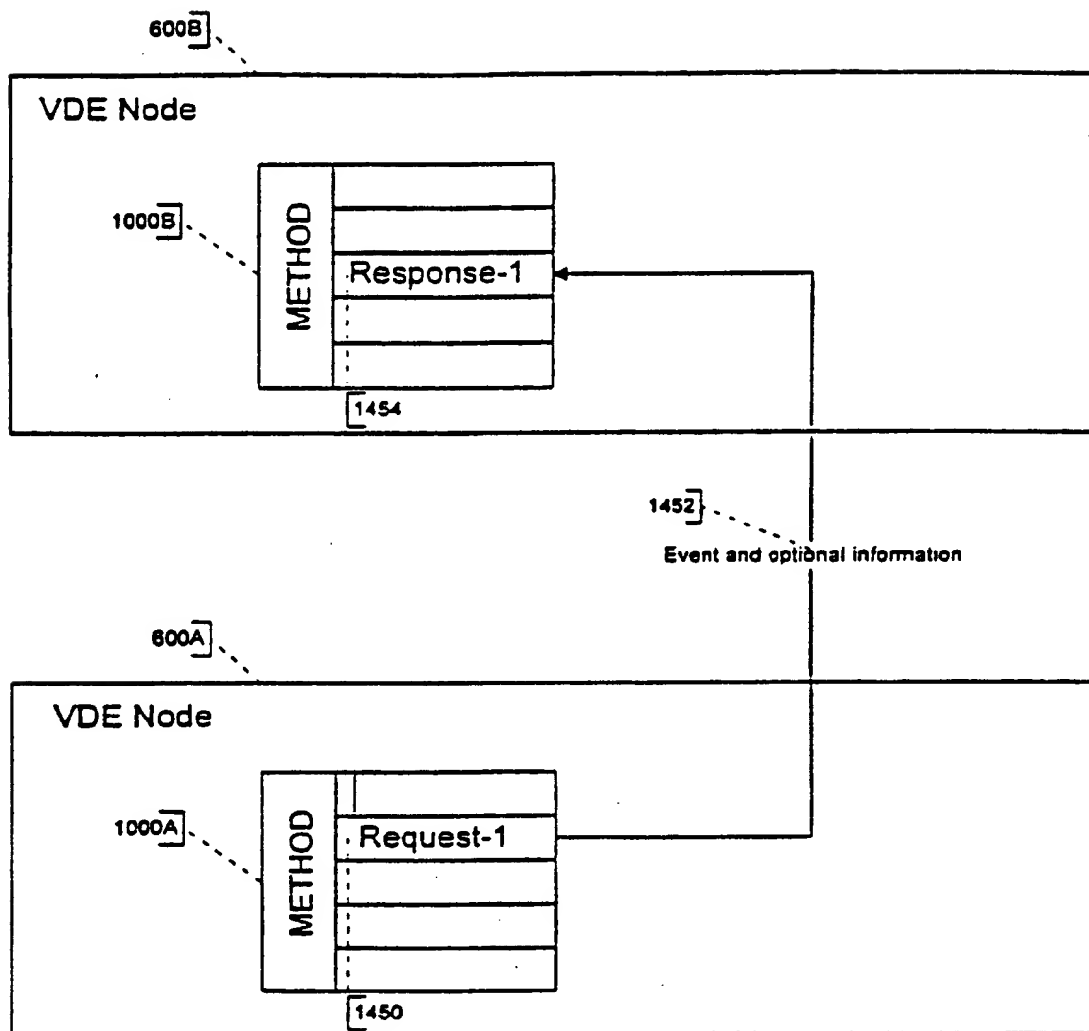 600B
VDE Node
1000B
METHOD
Response-1
1454
1452
Event and optional information
600A
VDE Node
1000A
METHOD
Request-1
1450